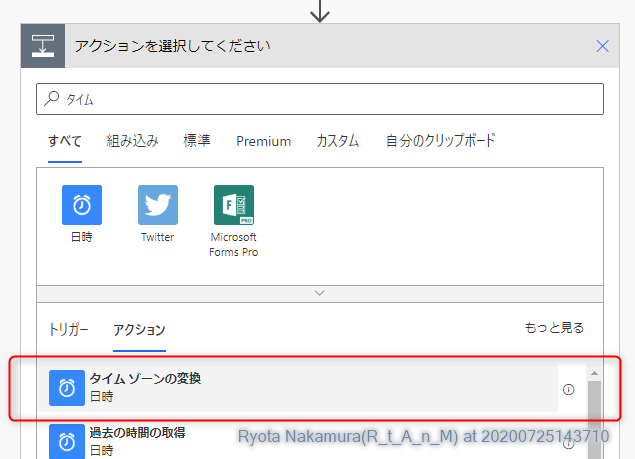 アクションを選択してください
タイム
すべて 組み込み 標準 Premium カスタム 自分のクリップボード
日時 Twitter Microsoft
Forms Pro
PRO
トリガー アクション もっと見る
タイム ゾーンの変換
日時
過去の時間の取得
日時
Ryota Nakamura(R_t_A_n_M) at 20200725143710